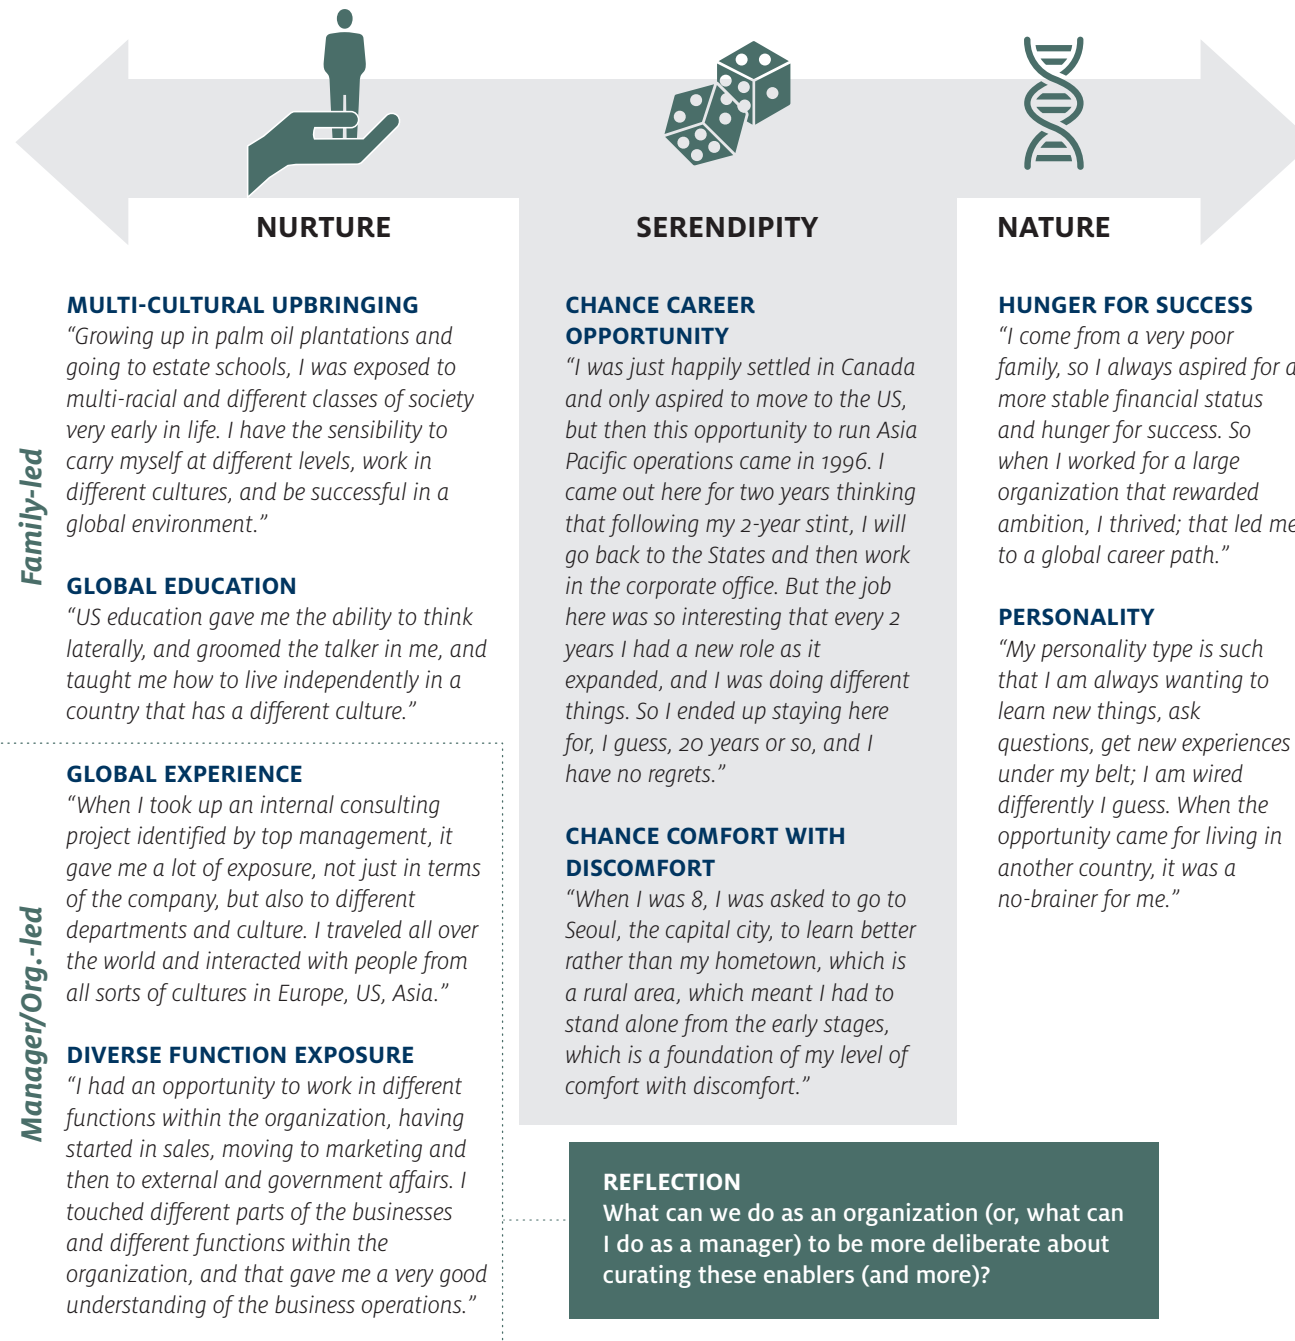 NURTURE
Family-led
MULTI-CULTURAL UPBRINGING
“Growing up in palm oil plantations and
going to estate schools, I was exposed to
multi-racial and different classes of society
very early in life. I have the sensibility to
carry myself at different levels, work in
different cultures, and be successful in a
global environment.”
GLOBAL EDUCATION
“US education gave me the ability to think
laterally, and groomed the talker in me, and
taught me how to live independently in a
country that has a different culture.”
Manager/Org.-led
GLOBAL EXPERIENCE
“When I took up an internal consulting
project identified by top management, it
gave me a lot of exposure, not just in terms
of the company, but also to different
departments and culture. I traveled all over
the world and interacted with people from
all sorts of cultures in Europe, US, Asia.”
DIVERSE FUNCTION EXPOSURE
“I had an opportunity to work in different
functions within the organization, having
started in sales, moving to marketing and
then to external and government affairs. I
touched different parts of the businesses
and different functions within the
organization, and that gave me a very good
understanding of the business operations.”
SERENDIPITY
CHANCE CAREER
OPPORTUNITY
“I was just happily settled in Canada
and only aspired to move to the US,
but then this opportunity to run Asia
Pacific operations came in 1996. I
came out here for two years thinking
that following my 2-year stint, I will
go back to the States and then work
in the corporate office. But the job
here was so interesting that every 2
years I had a new role as it
expanded, and I was doing different
things. So I ended up staying here
for, I guess, 20 years or so, and I
have no regrets.”
CHANCE COMFORT WITH
DISCOMFORT
“When I was 8, I was asked to go to
Seoul, the capital city, to learn better
rather than my hometown, which is
a rural area, which meant I had to
stand alone from the early stages,
which is a foundation of my level of
comfort with discomfort.”
NATURE
HUNGER FOR SUCCESS
“I come from a very poor
family, so I always aspired for a
more stable financial status
and hunger for success. So
when I worked for a large
organization that rewarded
ambition, I thrived; that led me
to a global career path.”
PERSONALITY
“My personality type is such
that I am always wanting to
learn new things, ask
questions, get new experiences
under my belt; I am wired
differently I guess. When the
opportunity came for living in
another country, it was a
no-brainer for me.”
REFLECTION
What can we do as an organization (or, what can
I do as a manager) to be more deliberate about
curating these enablers (and more)?